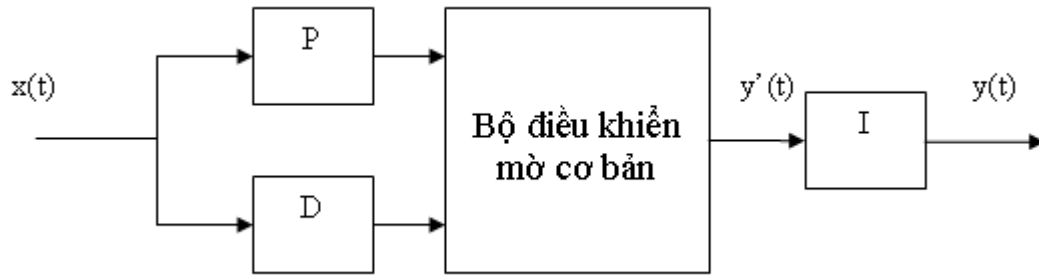 P
x(t)
Bộ điều khiển
mờ cơ bản
y'(t)
I
y(t)
D